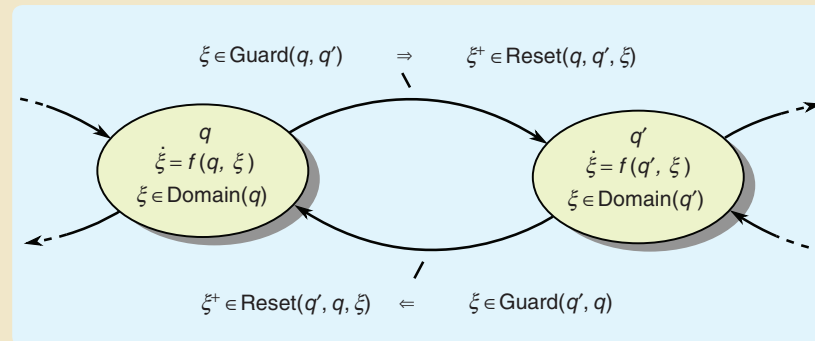 ξ ∈ Guard(q, q′) ⇒ ξ⁺ ∈ Reset(q, q′, ξ)
q
ξ̇ = f(q, ξ)
ξ ∈ Domain(q)
q′
ξ̇ = f(q′, ξ)
ξ ∈ Domain(q′)
ξ⁺ ∈ Reset(q′, q, ξ) ⇐ ξ ∈ Guard(q′, q)